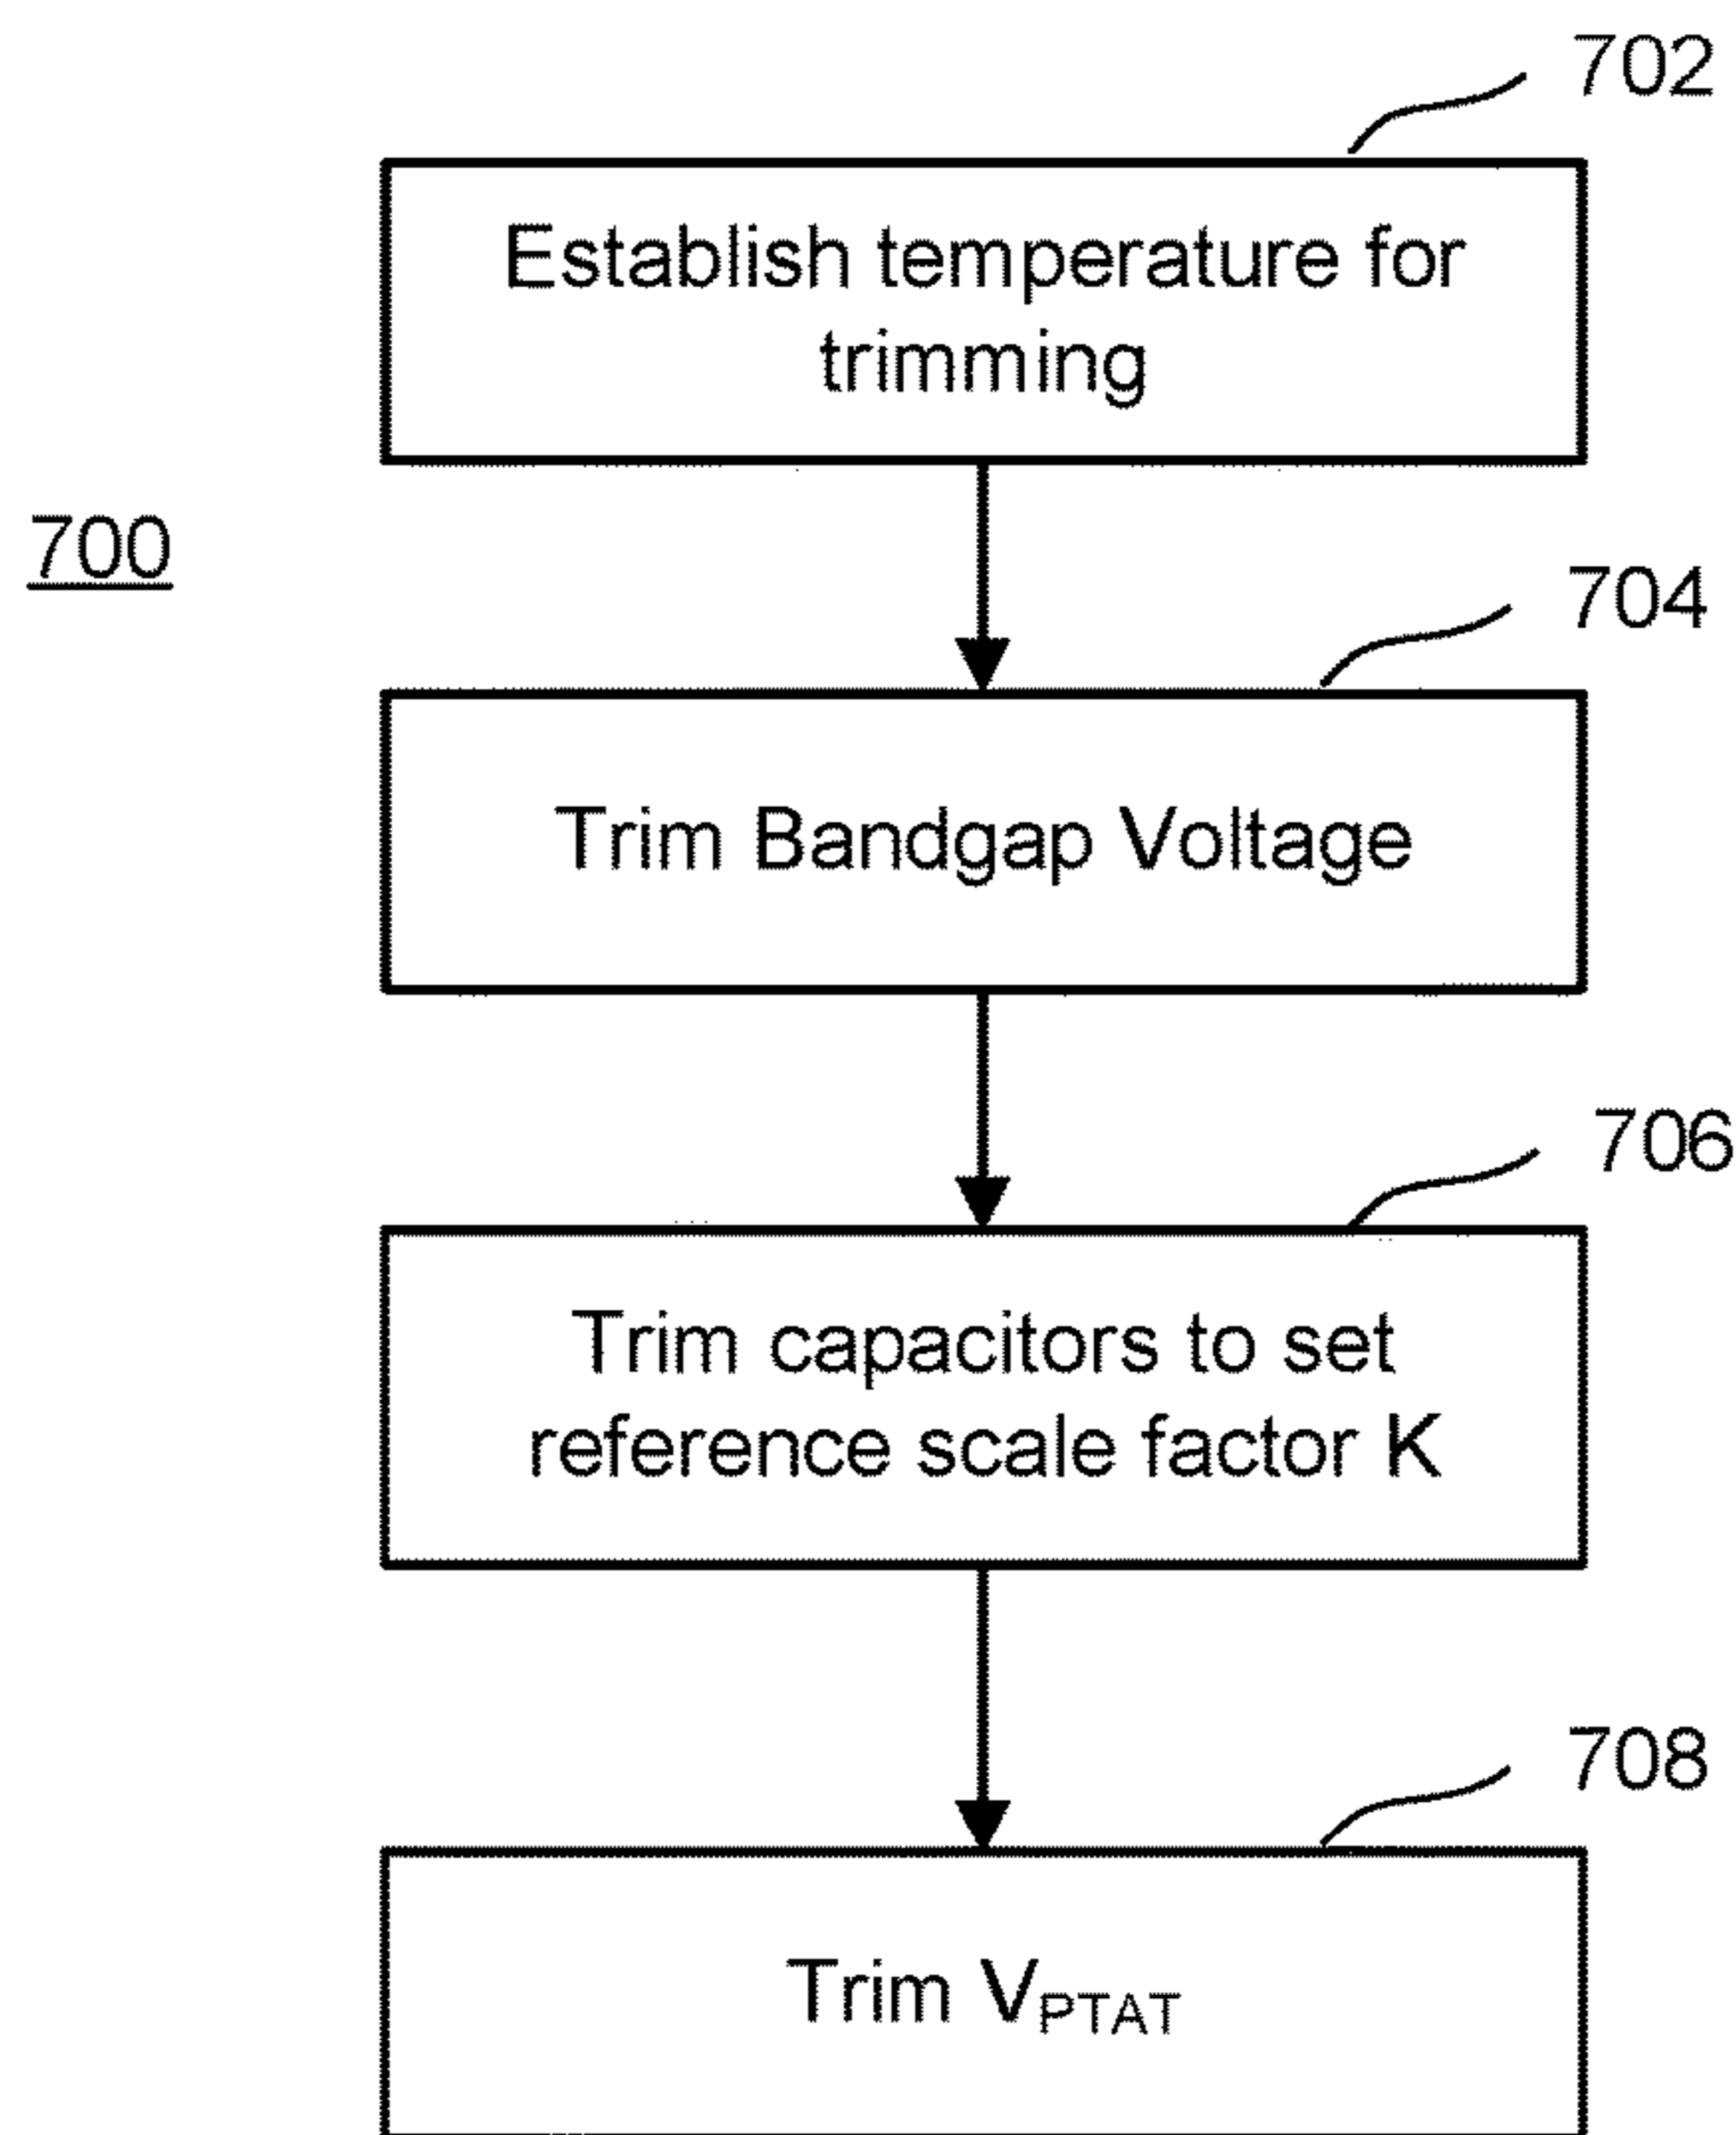 702
Establish temperature for
trimming
700
704
Trim Bandgap Voltage
706
Trim capacitors to set
reference scale factor K
708
Trim VPTAT